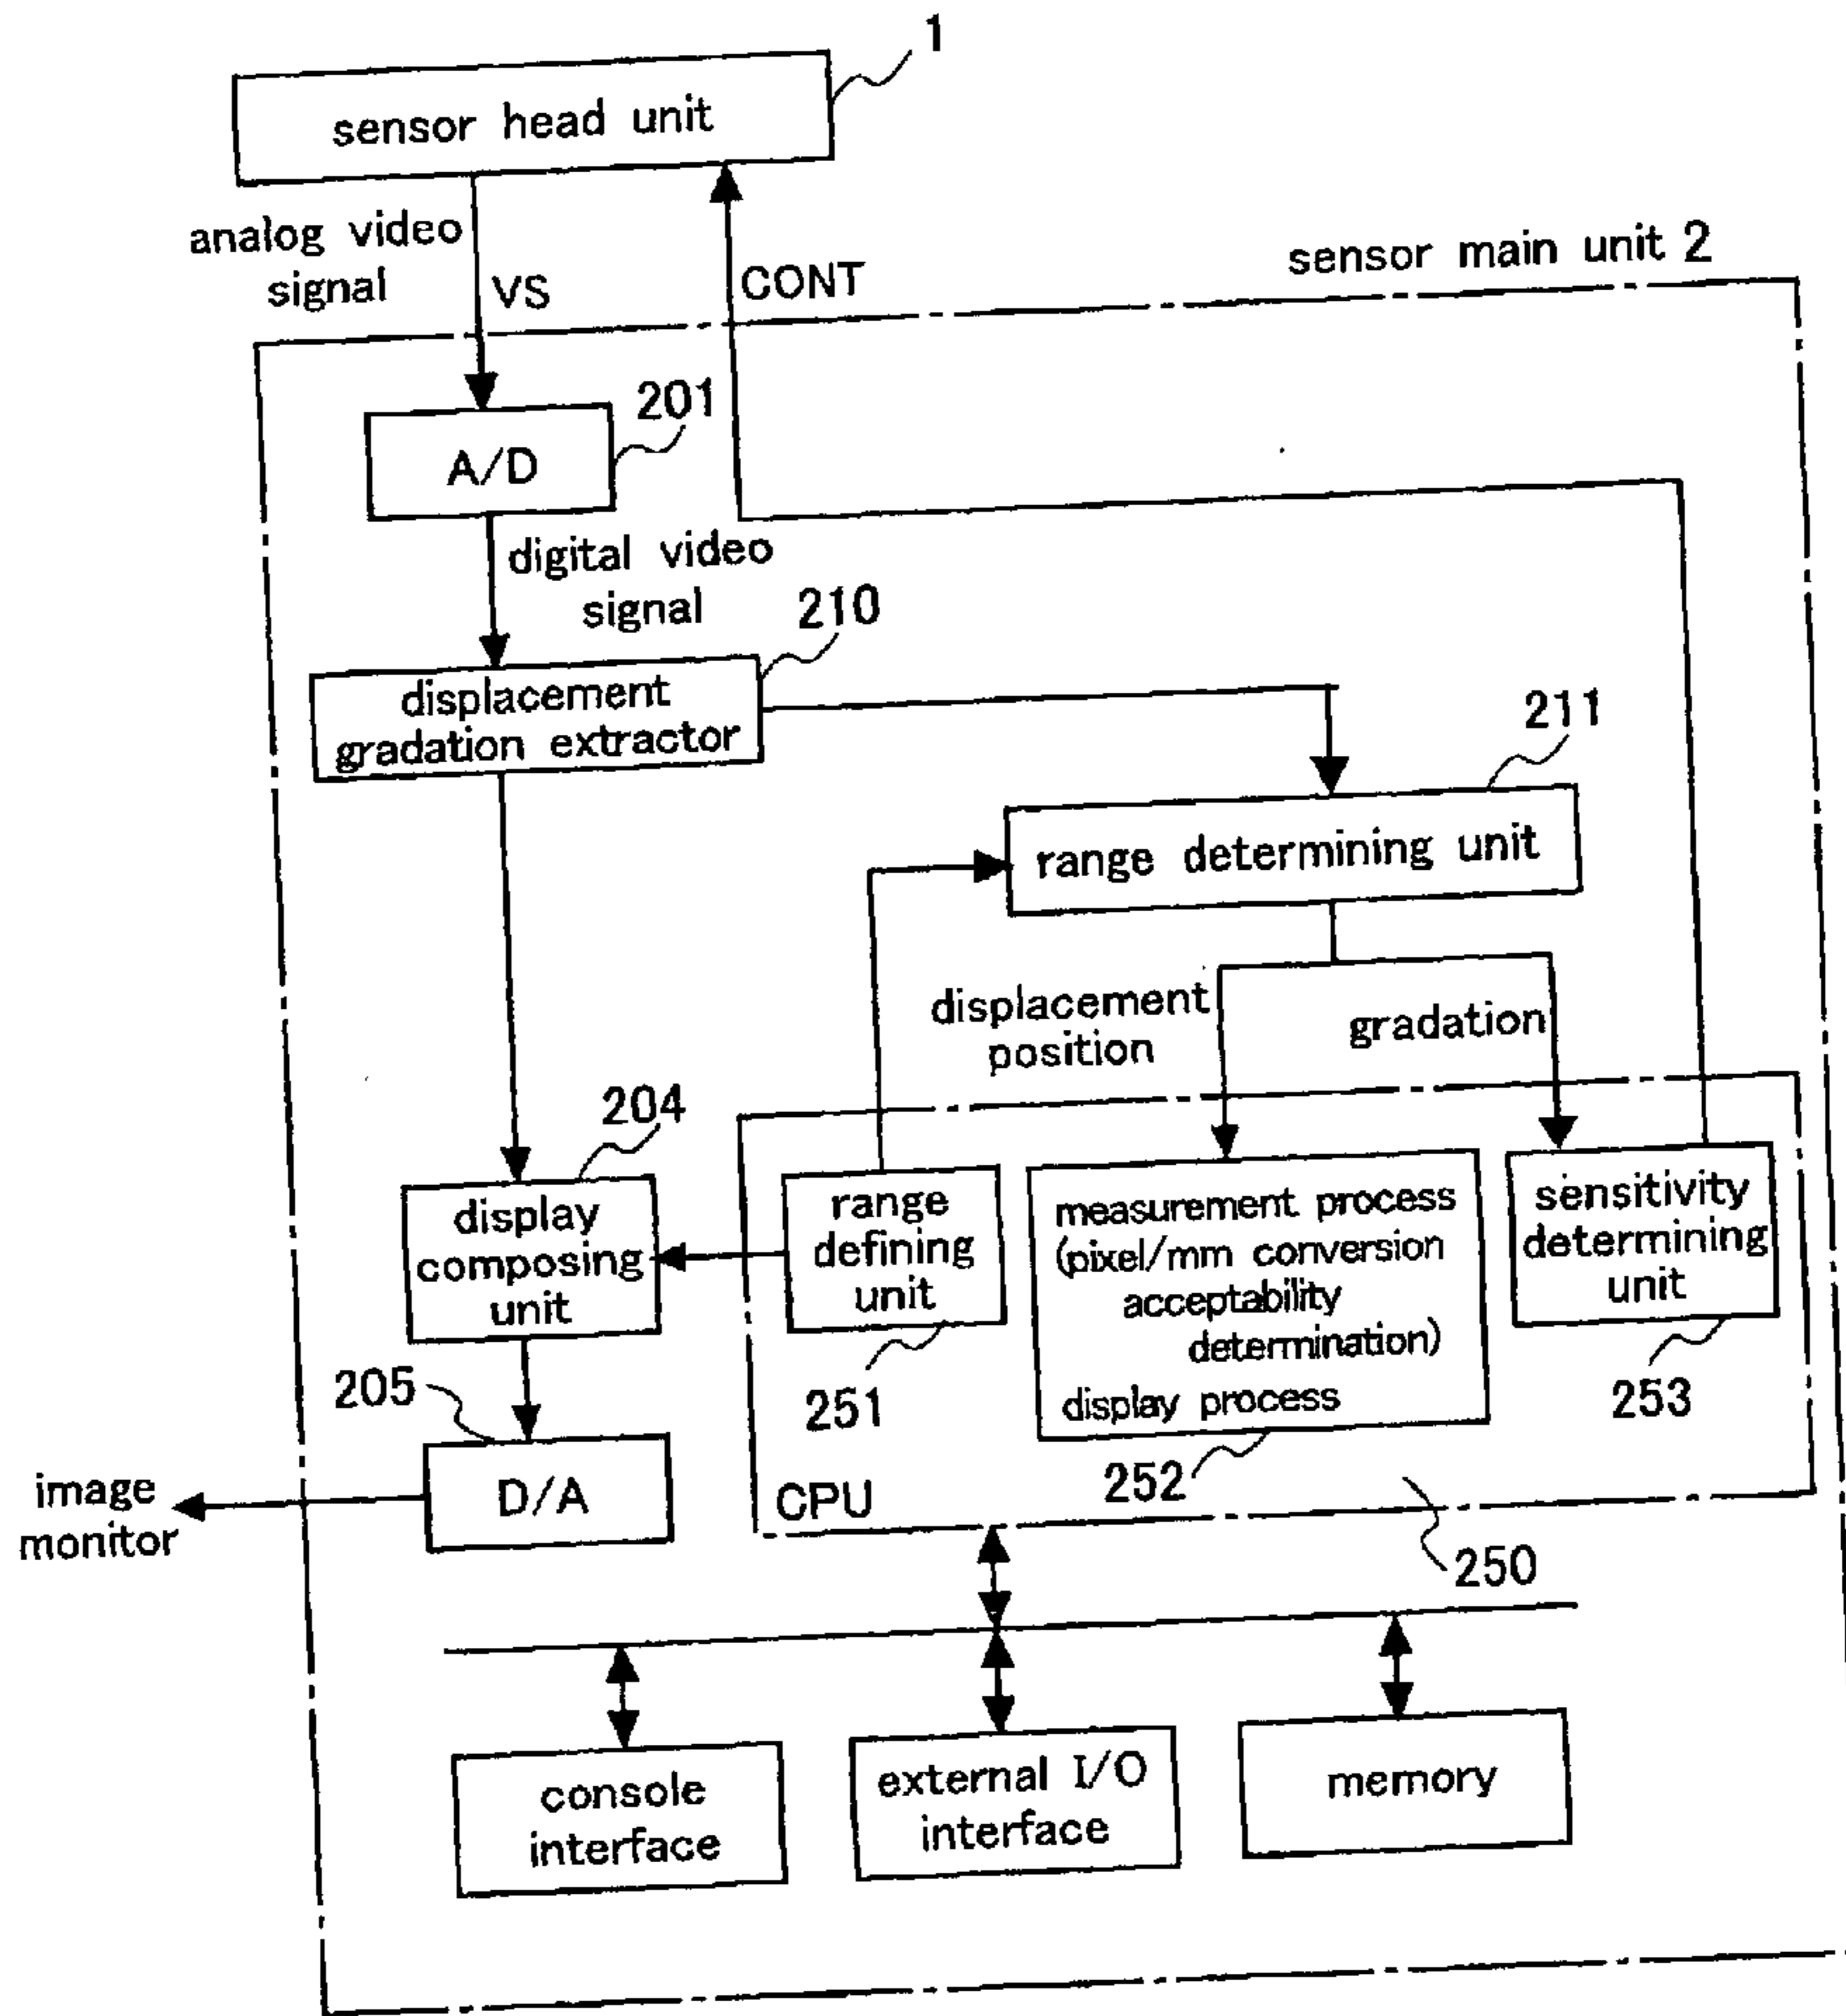 1
sensor head unit
analog video
signal
VS
CONT
sensor main unit 2
201
A/D
digital video
signal
210
displacement
gradation extractor
211
range determining unit
displacement
position
gradation
204
display
composing
unit
range
defining
unit
measurement process
(pixel/mm conversion
acceptability
determination)
display process
sensitivity
determining
unit
205
251
253
252
D/A
image
monitor
CPU
250
console
interface
external I/O
interface
memory